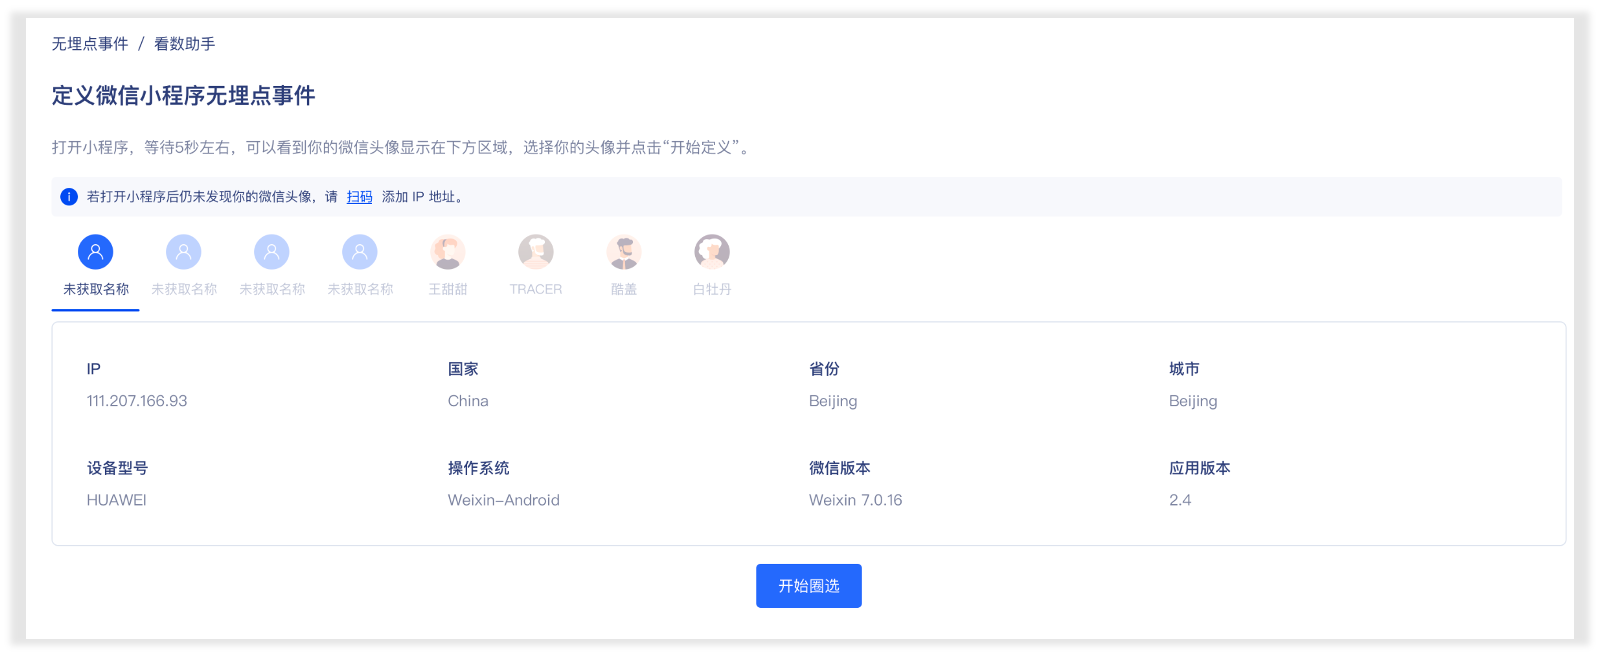 无埋点事件 / 看数助手
定义微信小程序无埋点事件
打开小程序，等待5秒左右，可以看到你的微信头像显示在下方区域，选择你的头像并点击“开始定义”。
若打开小程序后仍未发现你的微信头像，请 扫码 添加 IP 地址。
未获取名称 未获取名称 未获取名称 未获取名称 王甜甜 TRACER 酷盖 白牡丹
IP 国家 省份 城市
111.207.166.93 China Beijing Beijing
设备型号 操作系统 微信版本 应用版本
HUAWEI Weixin–Android Weixin 7.0.16 2.4
开始圈选